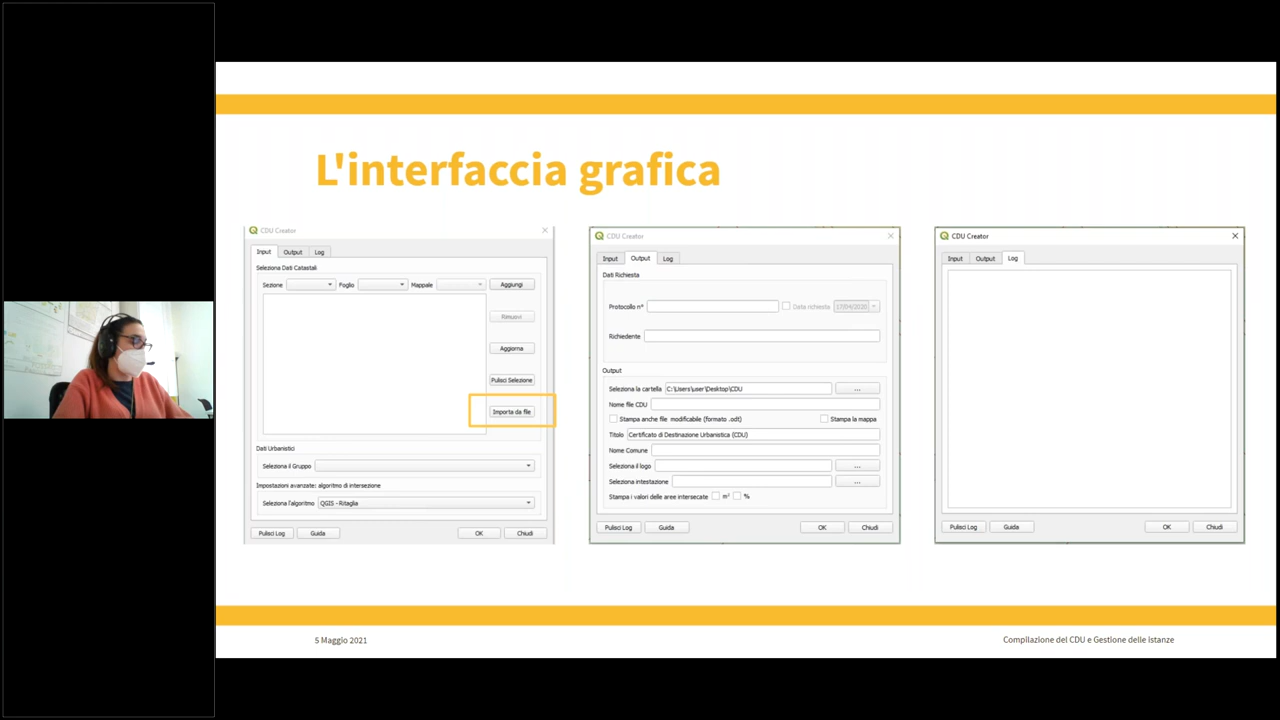 L'interfaccia grafica
CDU Creator
Input Output Log
Seleziona Dati Catastali
Sezione Foglio Mappale Aggiungi
Rimuovi
Aggiorna
Pulisci Selezione
Importa da file
Dati Urbanistici
Seleziona il Gruppo
Impostazioni avanzate: algoritmo di intersezione
Seleziona l'algoritmo QGIS - Ritaglia
Pulisci Log Guida OK Chiudi
CDU Creator
Input Output Log
Dati Richiesta
Protocollo n° Data richiesta 17/04/2020
Richiedente
Output
Seleziona la cartella C:\Users\user\Desktop\CDU ...
Nome file CDU
Stampa anche file modificabile (formato .odt) Stampa la mappa
Titolo Certificato di Destinazione Urbanistica (CDU)
Nome Comune
Seleziona il logo ...
Seleziona intestazione ...
Stampa i valori delle aree intersecate m² %
Pulisci Log Guida OK Chiudi
CDU Creator
Input Output Log
Pulisci Log Guida OK Chiudi
5 Maggio 2021
Compilazione del CDU e Gestione delle Istanze